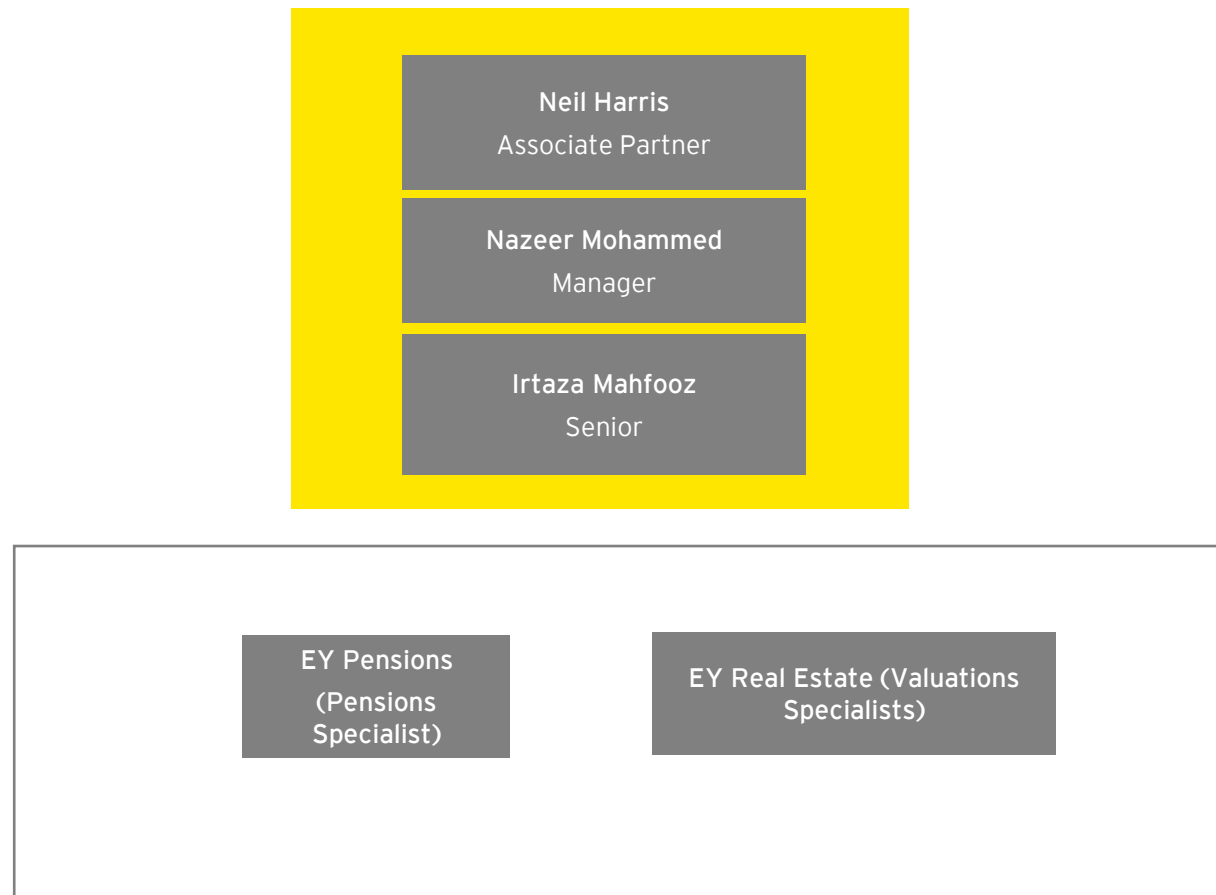 Neil Harris
Associate Partner
Nazeer Mohammed
Manager
Irtaza Mahfooz
Senior
EY Pensions
(Pensions
Specialist)
EY Real Estate (Valuations
Specialists)